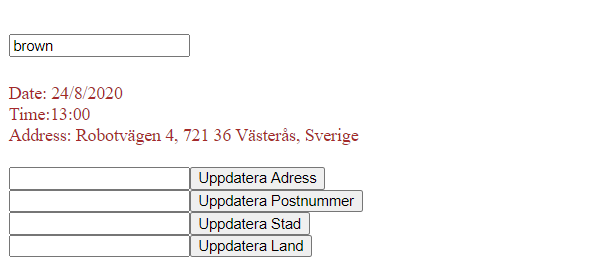 brown
Date: 24/8/2020
Time:13:00
Address: Robotvägen 4, 721 36 Västerås, Sverige
Uppdatera Adress
Uppdatera Postnummer
Uppdatera Stad
Uppdatera Land